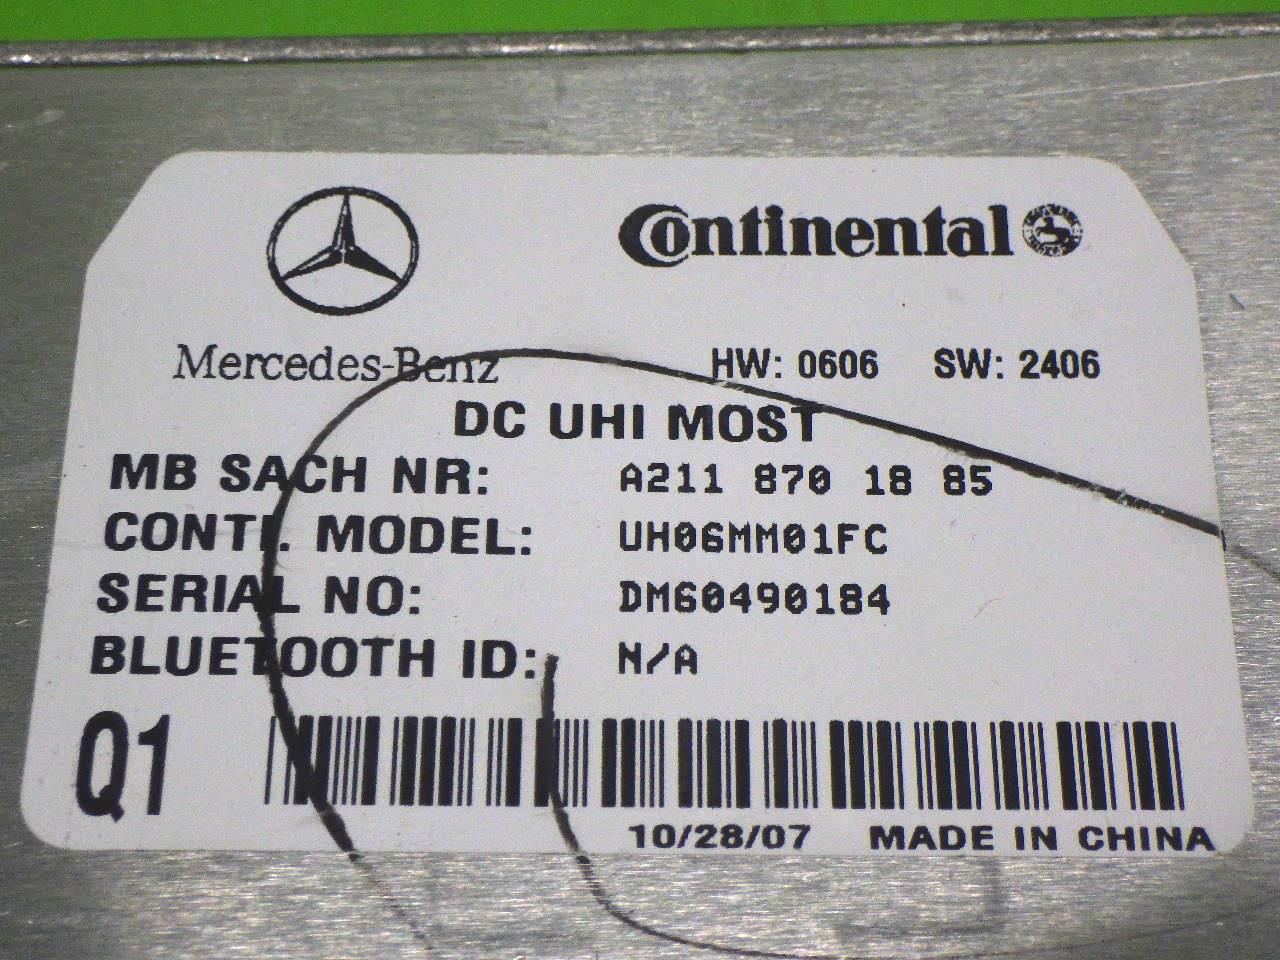 Continental
Mercedes-Benz
HW: 0606 SW: 2406
DC UHI MOST
MB SACH NR: A211 870 18 85
CONTI. MODEL: UH06MM01FC
SERIAL NO: DM60490184
BLUETOOTH ID: N/A
Q1
10/28/07 MADE IN CHINA